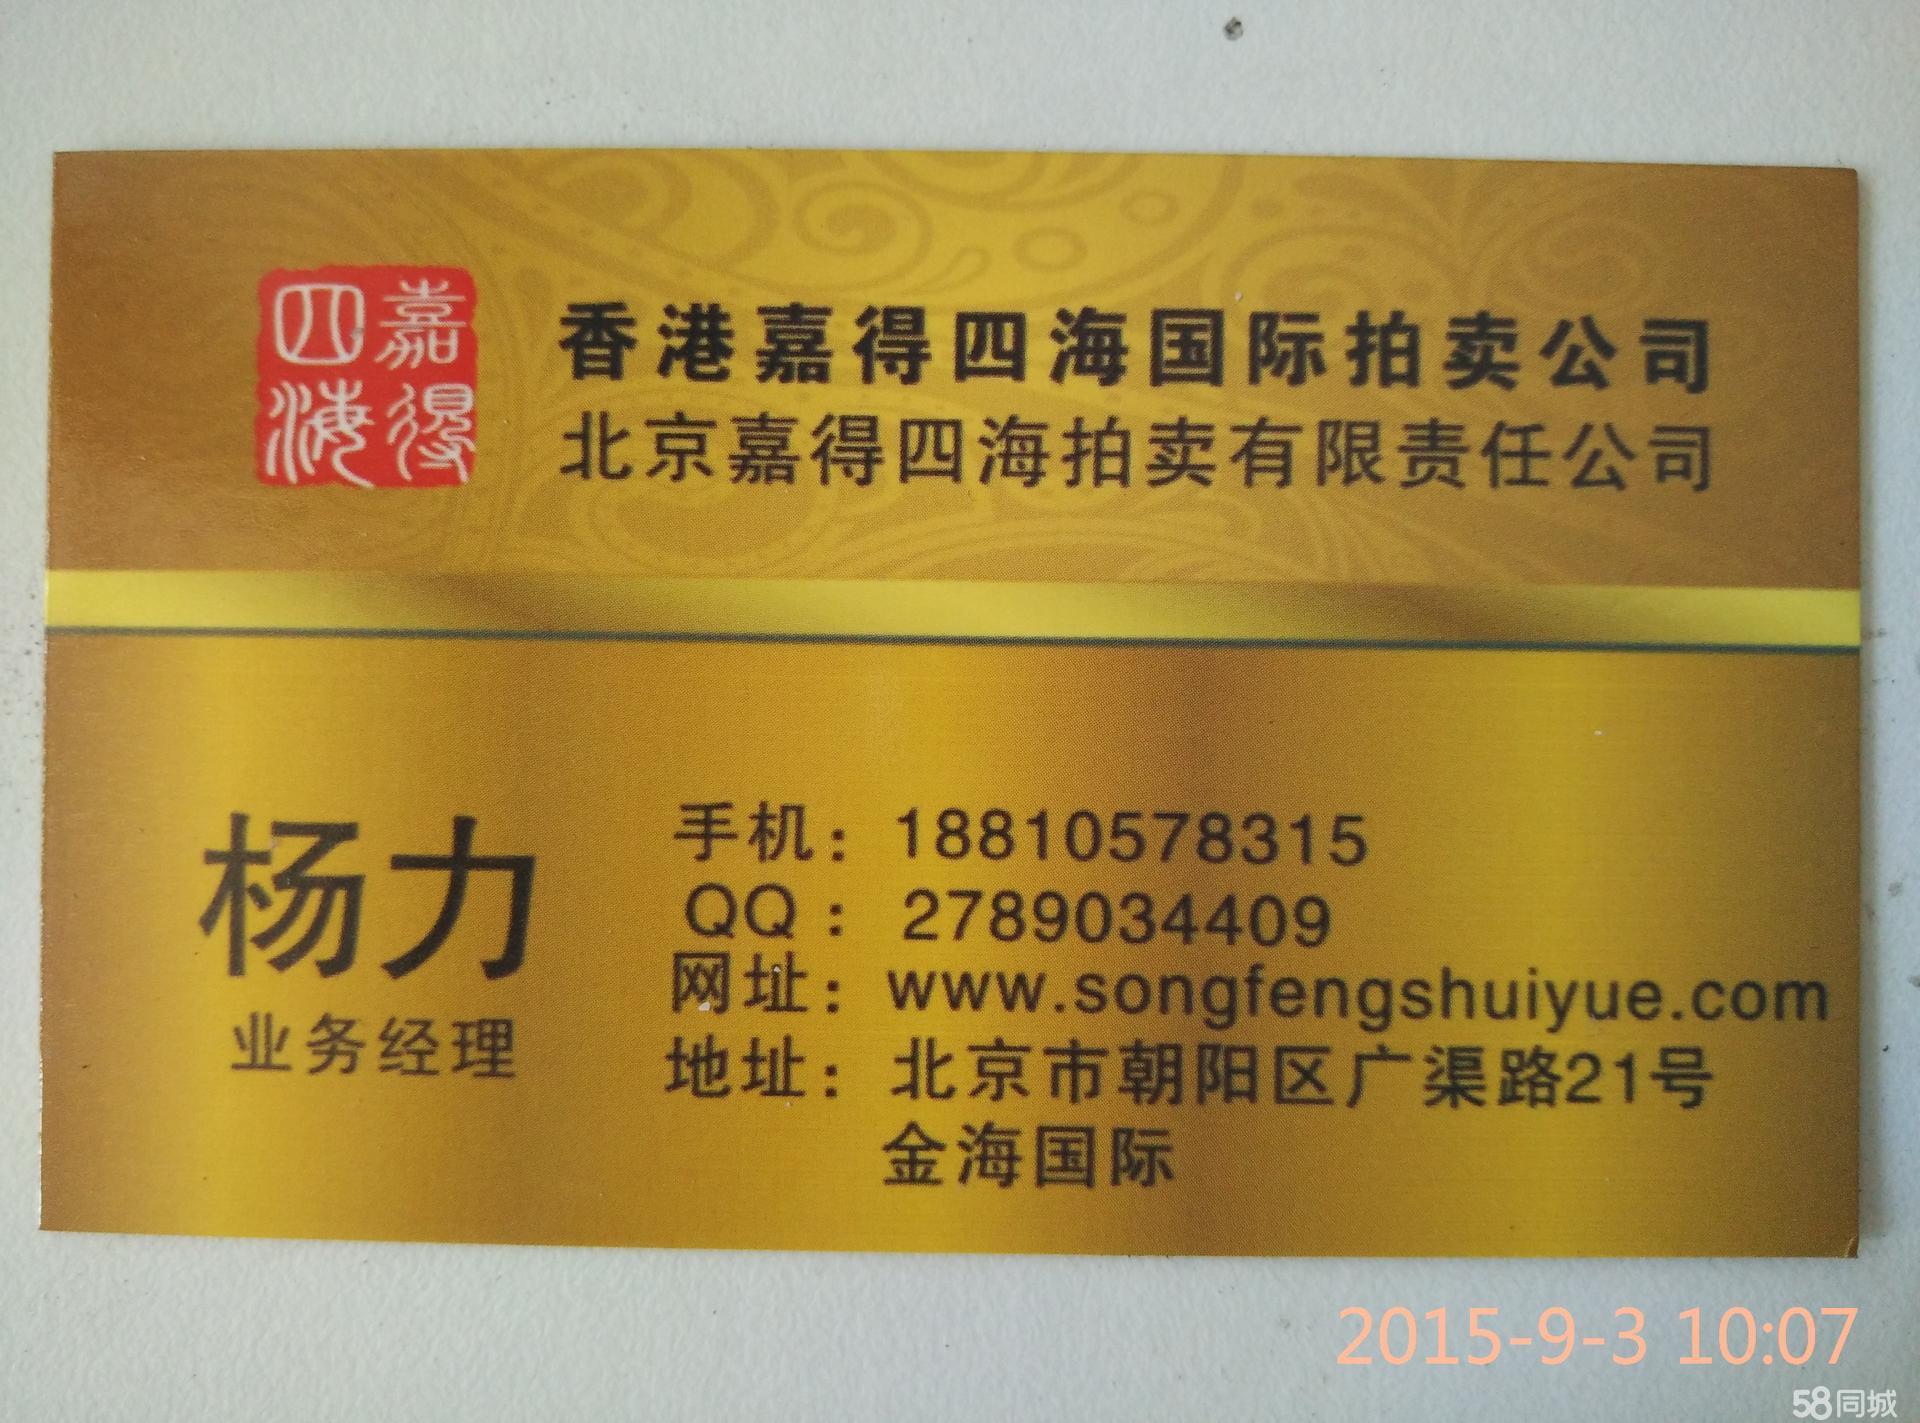 嘉得四海
香港嘉得四海国际拍卖公司
北京嘉得四海拍卖有限责任公司
杨力
业务经理
手机：18810578315
QQ：2789034409
网址：www.songfengshuiyue.com
地址：北京市朝阳区广渠路21号
金海国际
2015-9-3 10:07
58同城